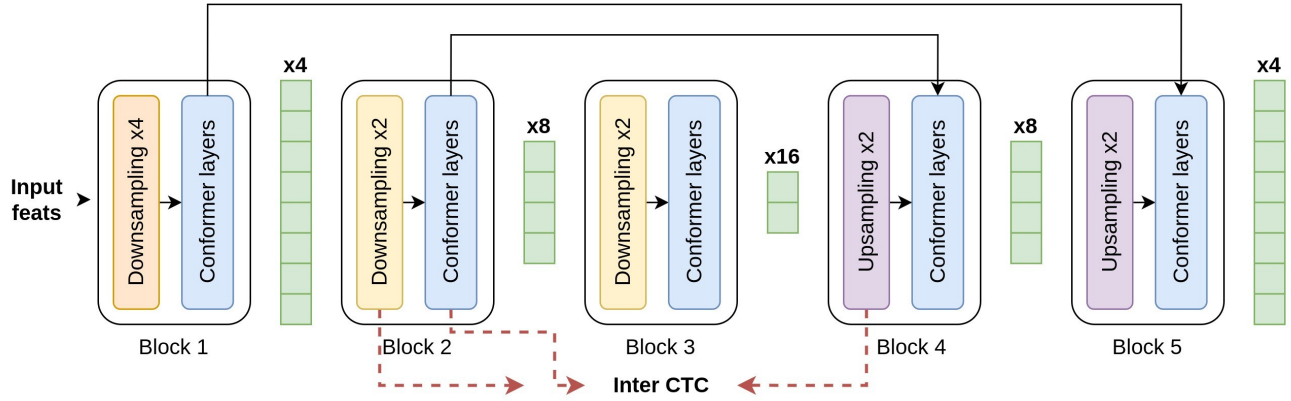 x4
x4
x8
x8
x16
Input
feats
Downsampling x4
Conformer layers
Downsampling x2
Conformer layers
Downsampling x2
Conformer layers
Upsampling x2
Conformer layers
Upsampling x2
Conformer layers
Block 1
Block 2
Block 3
Block 4
Block 5
Inter CTC